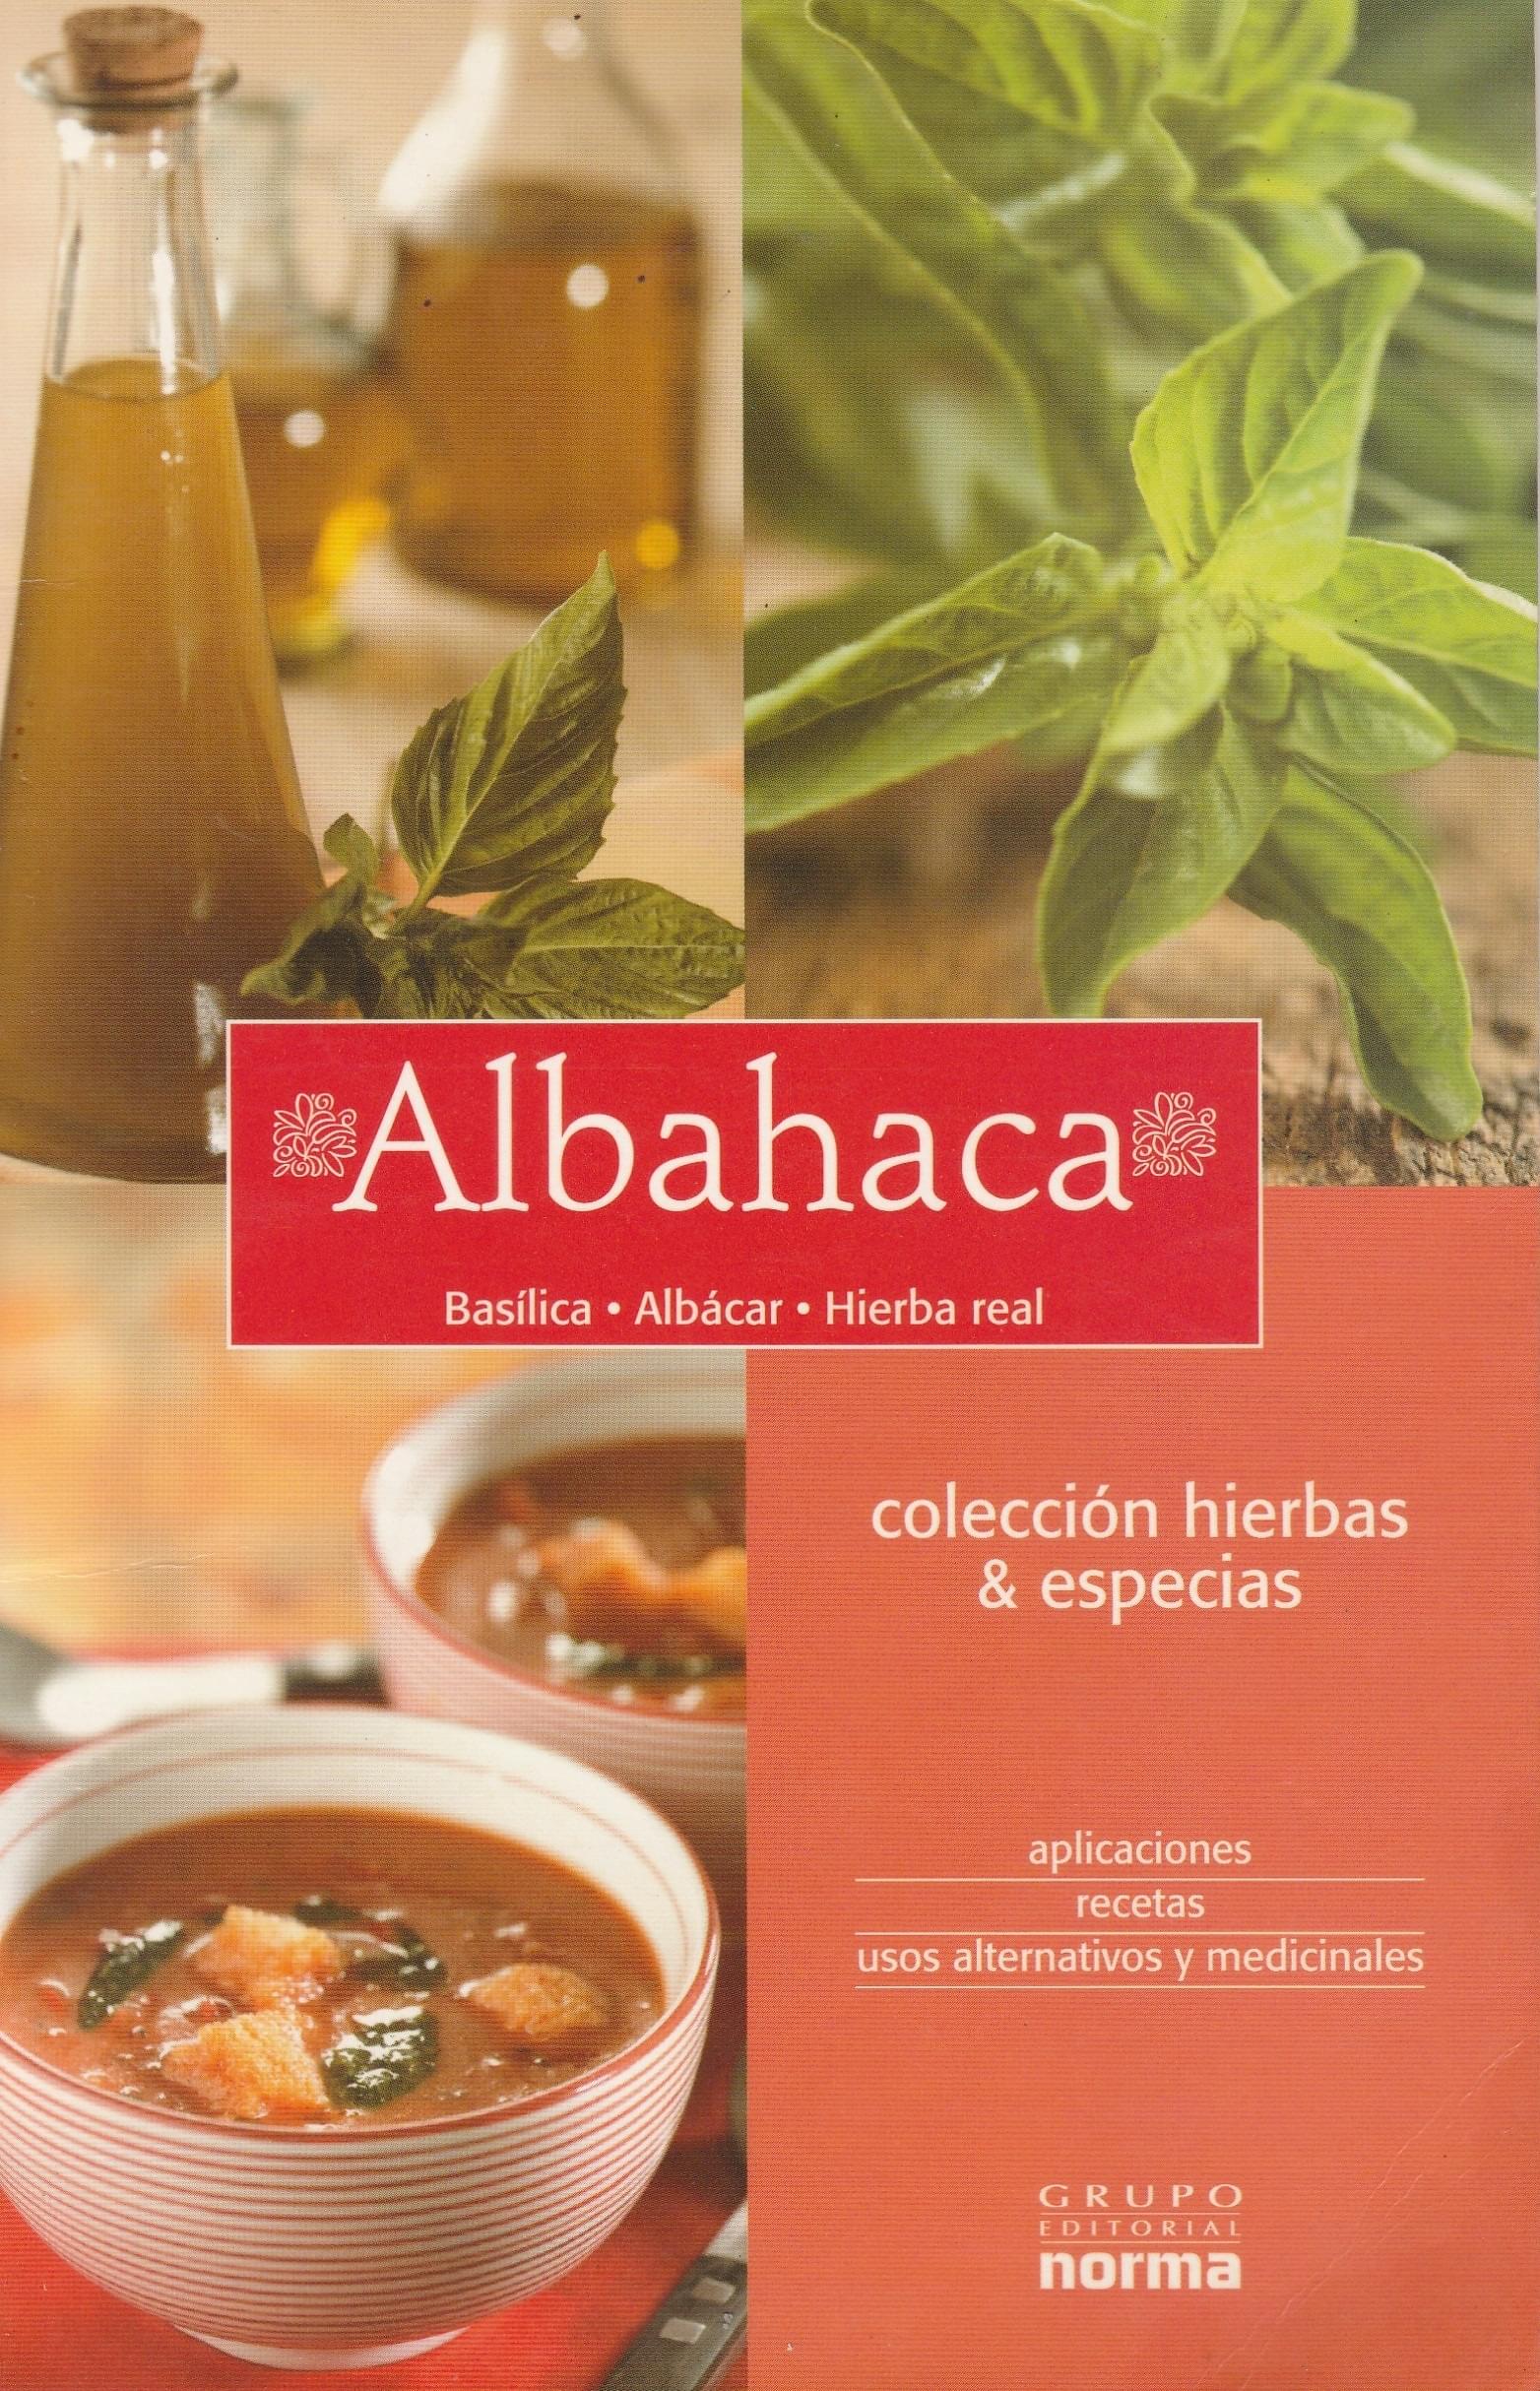 Albahaca
Basílica • Albácar • Hierba real
colección hierbas
& especias
aplicaciones
recetas
usos alternativos y medicinales
GRUPO
EDITORIAL
norma